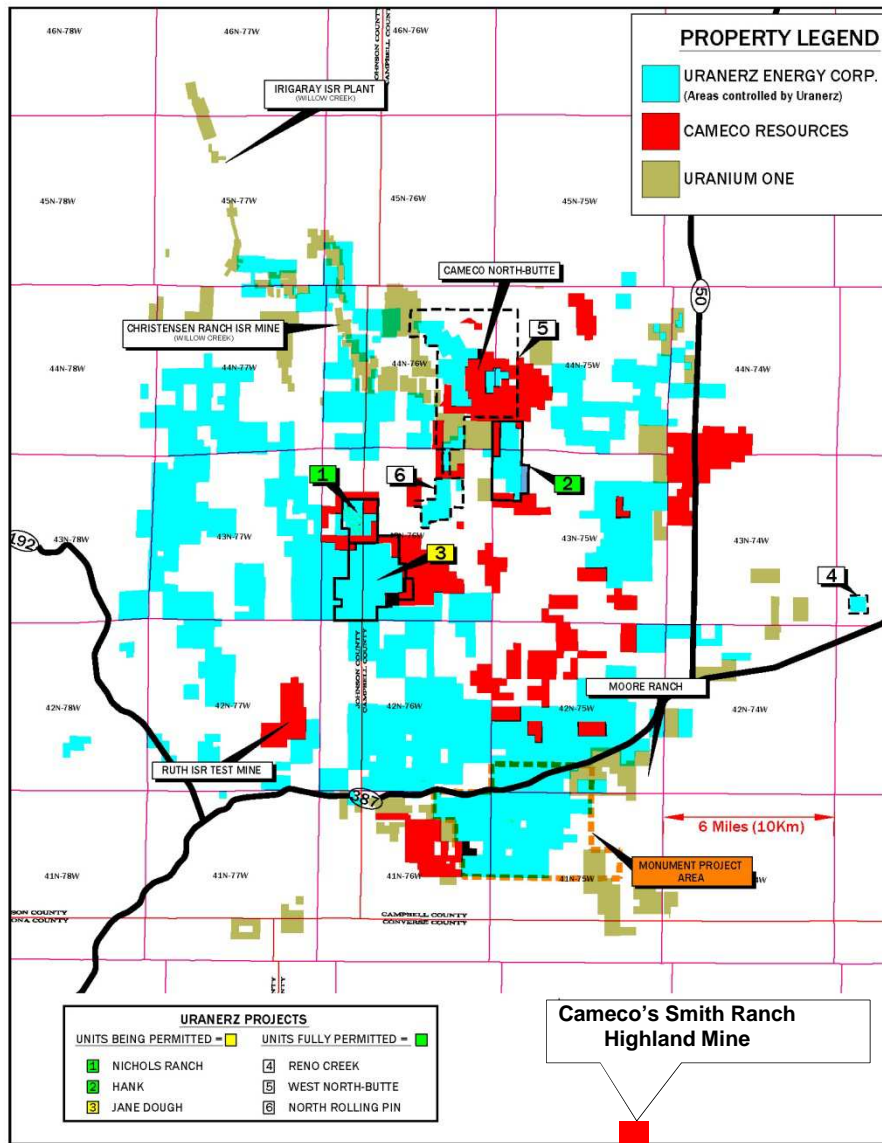 46N-78W
46N-77W
46N-76W
JOHNSON COUNTY
CAMPBELL COUNTY
PROPERTY LEGEND
URANERZ ENERGY CORP.
(Areas controlled by Uranerz)
CAMECO RESOURCES
URANIUM ONE
IRIGARAY ISR PLANT
(WILLOW CREEK)
45N-78W
45N-77W
45N-76W
45N-75W
CAMECO NORTH-BUTTE
50
CHRISTENSEN RANCH ISR MINE
(WILLOW CREEK)
5
44N-78W
44N-77W
44N-76W
44N-75W
44N-74W
1
6
2
192
43N-78W
43N-77W
43N-75W
43N-74W
3
4
JOHNSON COUNTY
CAMPBELL COUNTY
MOORE RANCH
42N-78W
42N-77W
42N-76W
42N-75W
42N-74W
RUTH ISR TEST MINE
387
6 Miles (10Km)
MONUMENT PROJECT
AREA
41N-78W
41N-77W
41N-76W
41N-75W
SON COUNTY
ONA COUNTY
CAMPBELL COUNTY
CONVERSE COUNTY
URANERZ PROJECTS
UNITS BEING PERMITTED =
UNITS FULLY PERMITTED =
1 NICHOLS RANCH
4 RENO CREEK
2 HANK
5 WEST NORTH-BUTTE
3 JANE DOUGH
6 NORTH ROLLING PIN
Cameco's Smith Ranch
Highland Mine